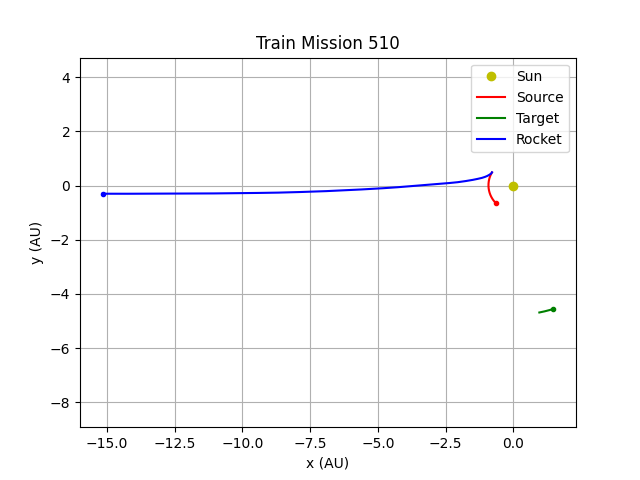 Train Mission 510
Sun
Source
Target
Rocket
4
2
0
−2
−4
−6
−8
y (AU)
−15.0
−12.5
−10.0
−7.5
−5.0
−2.5
0.0
x (AU)